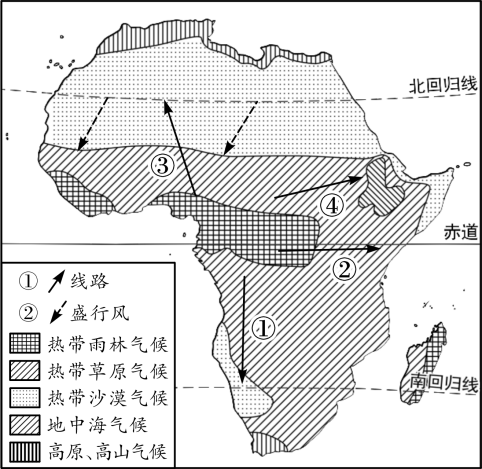 北回归线
③
④
赤道
②
①
南回归线
① 线路
② 盛行风
热带雨林气候
热带草原气候
热带沙漠气候
地中海气候
高原、高山气候